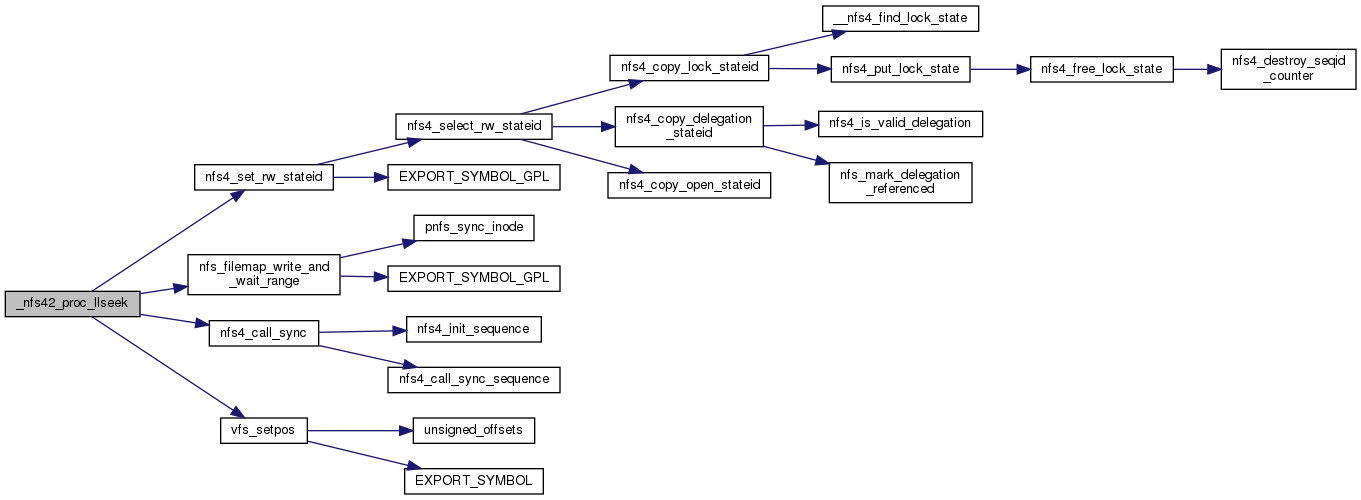 __nfs4_find_lock_state
nfs4_copy_lock_stateid
nfs4_put_lock_state
nfs4_free_lock_state
nfs4_destroy_seqid
_counter
nfs4_select_rw_stateid
nfs4_copy_delegation
_stateid
nfs4_is_valid_delegation
nfs4_set_rw_stateid
EXPORT_SYMBOL_GPL
nfs4_copy_open_stateid
nfs_mark_delegation
_referenced
pnfs_sync_inode
nfs_filemap_write_and
_wait_range
EXPORT_SYMBOL_GPL
_nfs42_proc_llseek
nfs4_call_sync
nfs4_init_sequence
nfs4_call_sync_sequence
vfs_setpos
unsigned_offsets
EXPORT_SYMBOL